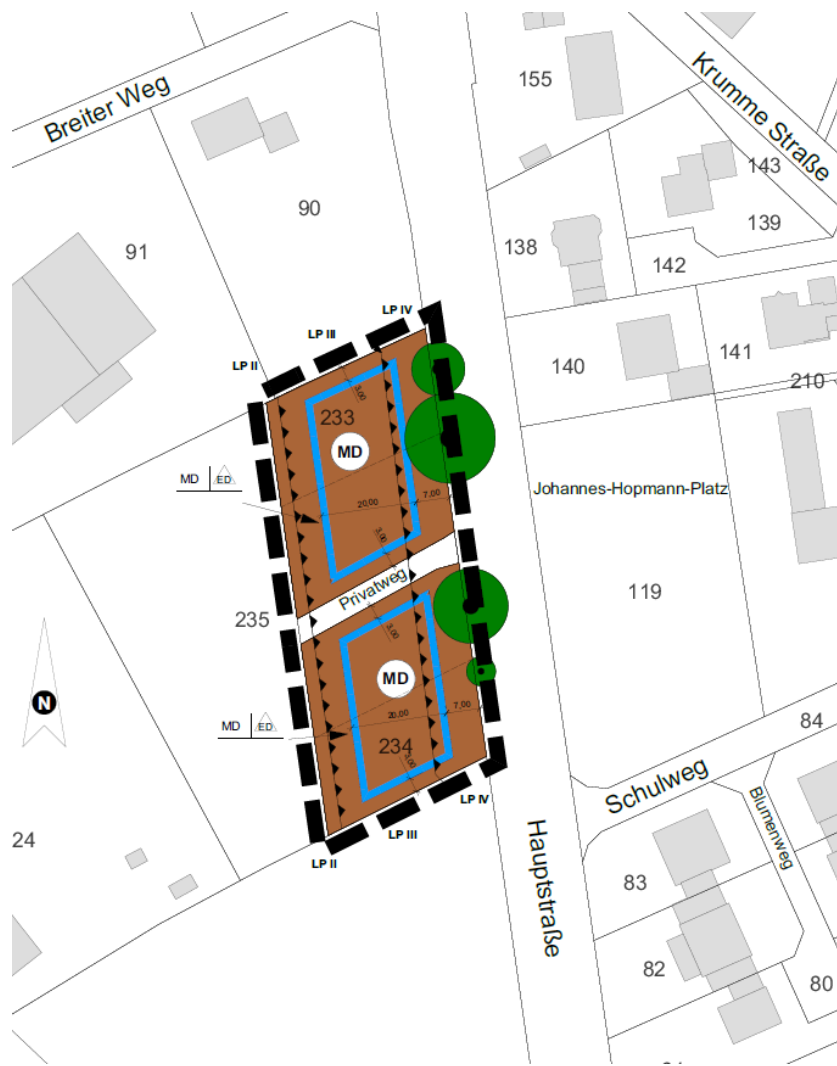 155
Krumme Straße
Breiter Weg
143
90
139
138
91
142
LP IV
LP III
LP II
140
141
210
3,00
233
MD
MD ED
20,00
7,00
Johannes-Hopmann-Platz
3,00
Privatweg
119
235
3,00
MD
N
20,00
7,00
MD ED
234
84
3,00
Schulweg
Blumenweg
LP IV
LP III
LP II
24
Hauptstraße
83
82
80